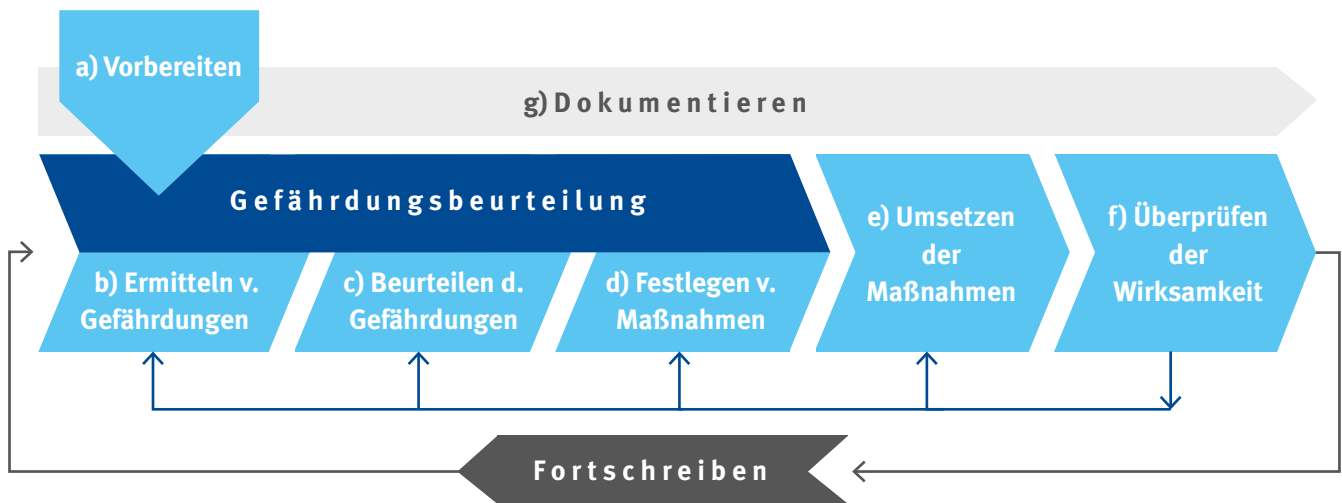 a) Vorbereiten
g) Dokumentieren
Gefährdungsbeurteilung
b) Ermitteln v.
Gefährdungen
c) Beurteilen d.
Gefährdungen
d) Festlegen v.
Maßnahmen
e) Umsetzen
der
Maßnahmen
f) Überprüfen
der
Wirksamkeit
Fortschreiben